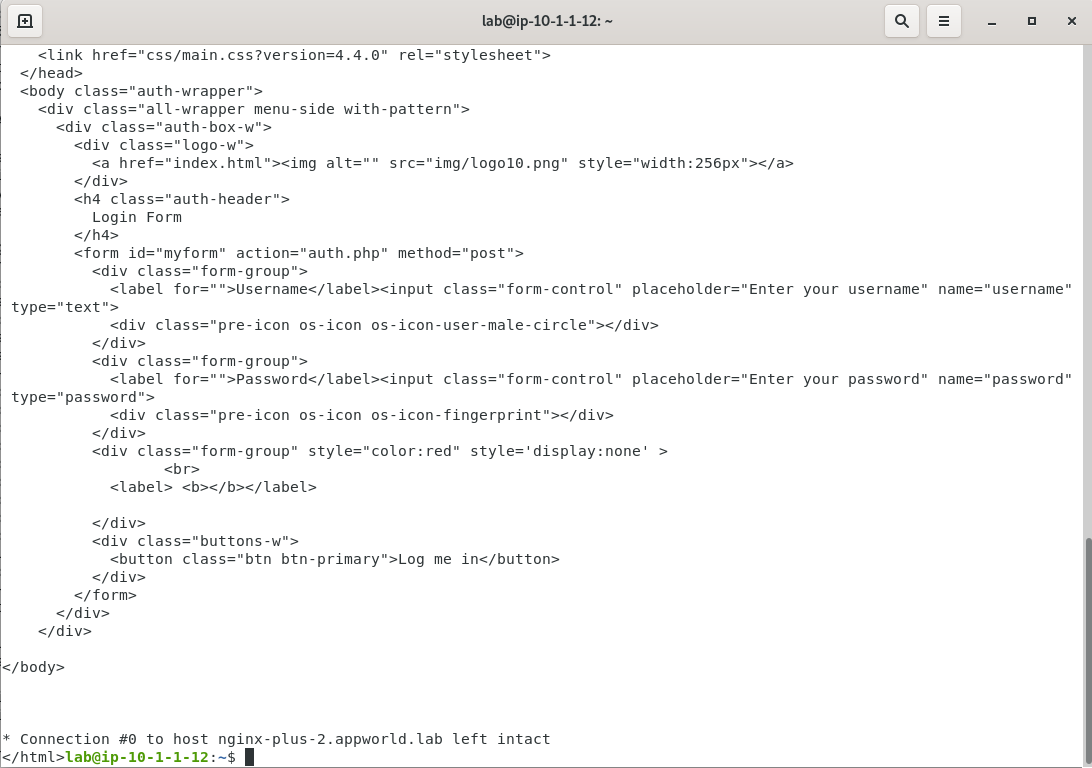 lab@ip-10-1-1-12: ~
    <link href="css/main.css?version=4.4.0" rel="stylesheet">
  </head>
  <body class="auth-wrapper">
    <div class="all-wrapper menu-side with-pattern">
      <div class="auth-box-w">
        <div class="logo-w">
          <a href="index.html"><img alt="" src="img/logo10.png" style="width:256px"></a>
        </div>
        <h4 class="auth-header">
          Login Form
        </h4>
        <form id="myform" action="auth.php" method="post">
          <div class="form-group">
            <label for="">Username</label><input class="form-control" placeholder="Enter your username" name="username"
 type="text">
            <div class="pre-icon os-icon os-icon-user-male-circle"></div>
          </div>
          <div class="form-group">
            <label for="">Password</label><input class="form-control" placeholder="Enter your password" name="password"
 type="password">
            <div class="pre-icon os-icon os-icon-fingerprint"></div>
          </div>
          <div class="form-group" style="color:red" style='display:none' >
                  <br>
            <label> <b></b></label>

          </div>
          <div class="buttons-w">
            <button class="btn btn-primary">Log me in</button>
          </div>
        </form>
      </div>
    </div>

</body>

* Connection #0 to host nginx-plus-2.appworld.lab left intact
</html>lab@ip-10-1-1-12:~$